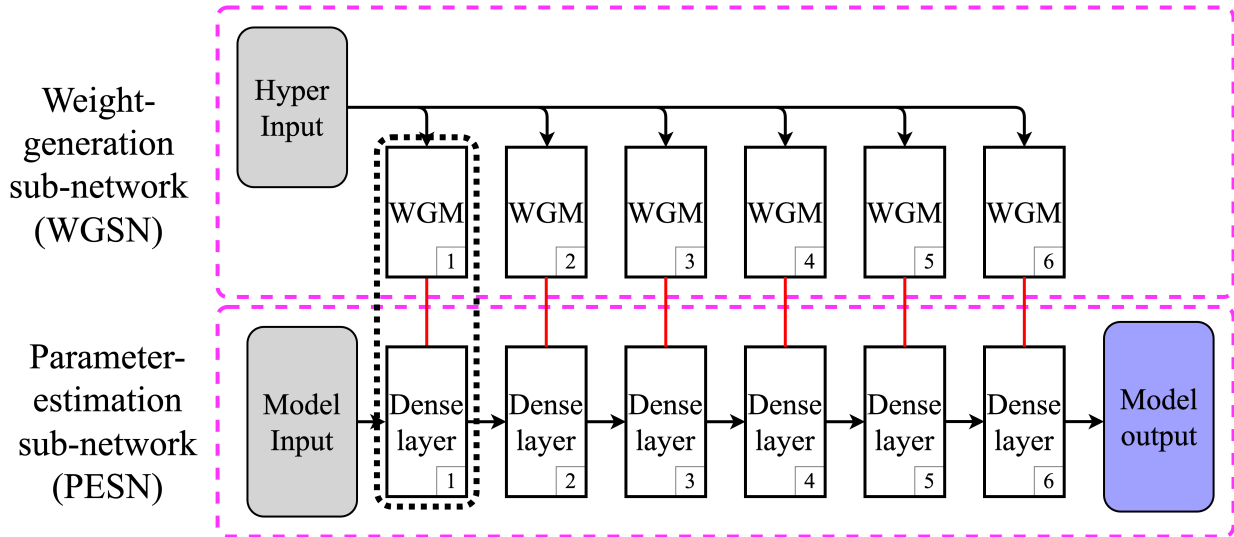 Weight-
generation
sub-network
(WGSN)
Hyper
Input
WGM
1
WGM
2
WGM
3
WGM
4
WGM
5
WGM
6
Parameter-
estimation
sub-network
(PESN)
Model
Input
Dense
layer
1
Dense
layer
2
Dense
layer
3
Dense
layer
4
Dense
layer
5
Dense
layer
6
Model
output